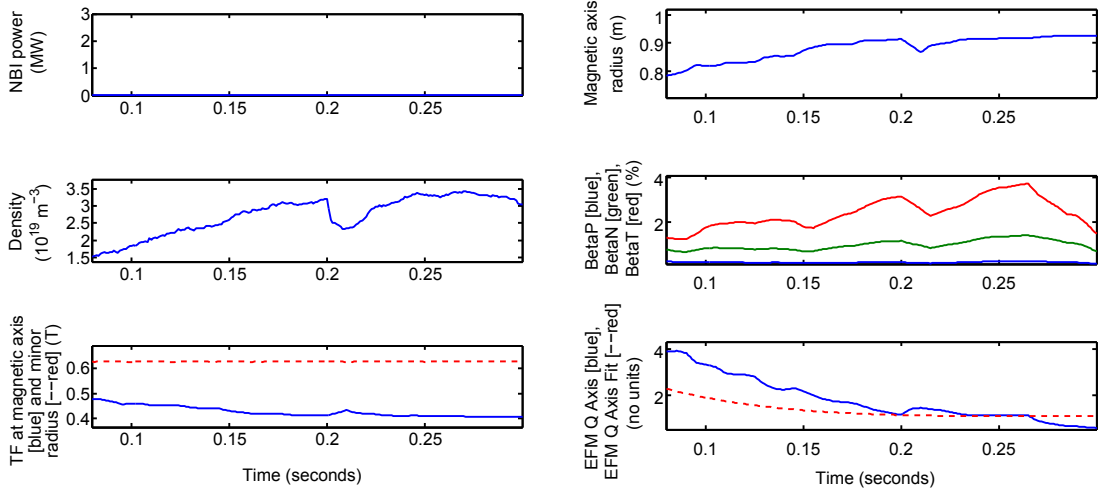 NBI power
(MW)
3
2
1
0
0.1
0.15
0.2
0.25
Magnetic axis
radius (m)
1
0.9
0.8
0.1
0.15
0.2
0.25
Density
(10^19 m^−3)
3.5
3
2.5
2
1.5
0.1
0.15
0.2
0.25
BetaP [blue],
BetaN [green],
BetaT [red] (%)
4
2
0.1
0.15
0.2
0.25
TF at magnetic axis
[blue] and minor
radius [−−red] (T)
0.6
0.5
0.4
0.1
0.15
0.2
0.25
Time (seconds)
EFM Q Axis [blue],
EFM Q Axis Fit [−−red]
(no units)
4
2
0.1
0.15
0.2
0.25
Time (seconds)